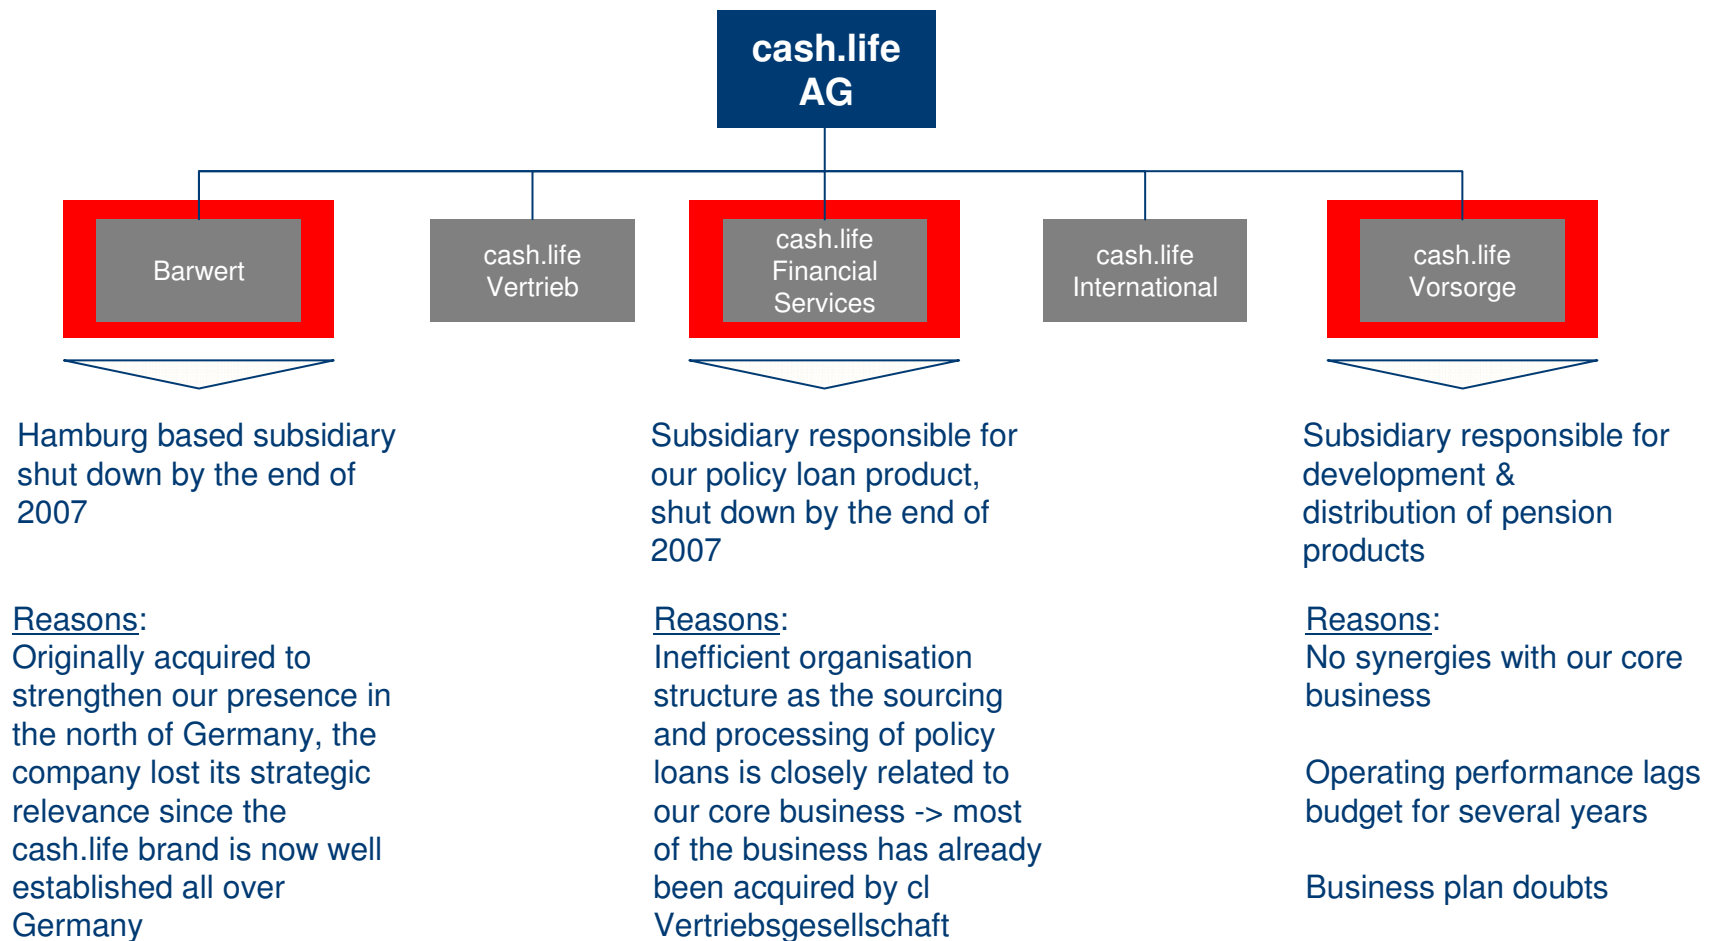 cash.life
AG
Barwert
cash.life
Vertrieb
cash.life
Financial
Services
cash.life
International
cash.life
Vorsorge
Hamburg based subsidiary
shut down by the end of
2007
Reasons:
Originally acquired to
strengthen our presence in
the north of Germany, the
company lost its strategic
relevance since the
cash.life brand is now well
established all over
Germany
Subsidiary responsible for
our policy loan product,
shut down by the end of
2007
Reasons:
Inefficient organisation
structure as the sourcing
and processing of policy
loans is closely related to
our core business -> most
of the business has already
been acquired by cl
Vertriebsgesellschaft
Subsidiary responsible for
development &
distribution of pension
products
Reasons:
No synergies with our core
business
Operating performance lags
budget for several years
Business plan doubts